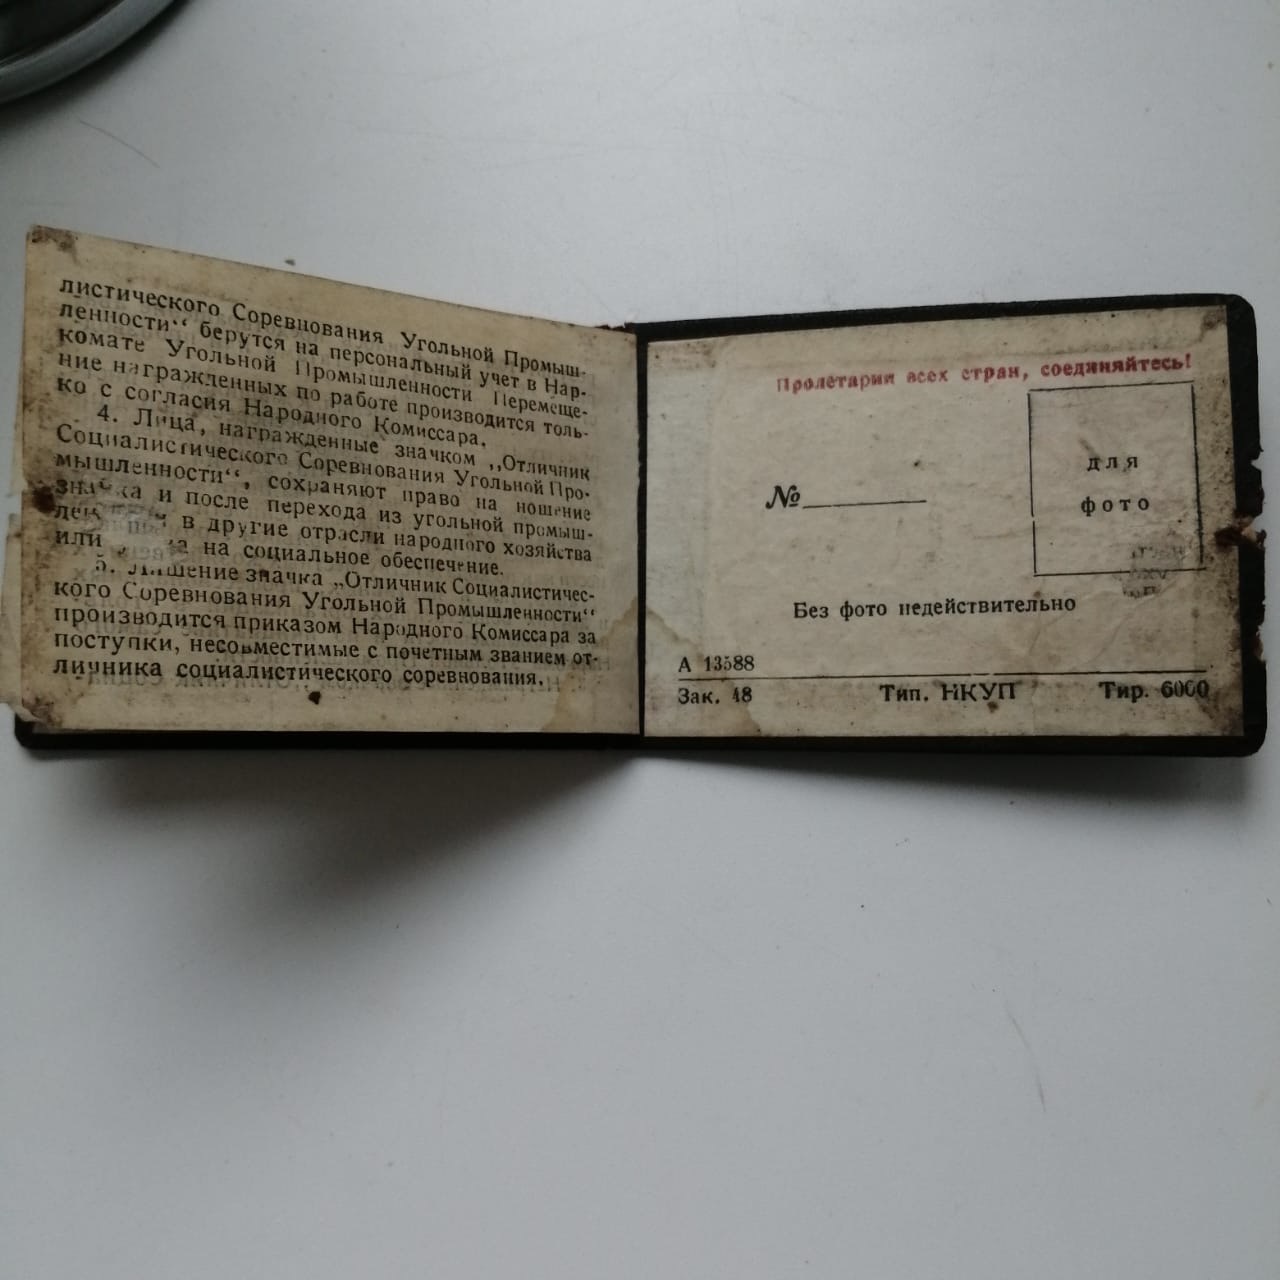 листического Соревнования Угольной Промыш-
ленности“ берутся на персональный учет в Нар-
комате Угольной Промышленности Перемеще-
ние награжденных по работе производится толь-
ко с согласия Народного Комиссара.
4. Лица, награжденные значком „Отличник
Социалистического Соревнования Угольной Про-
мышленности“, сохраняют право на ношение
значка и после перехода из угольной промыш-
в другие отрасли народного хозяйства
или на социальное обеспечение.
5. Лишение значка „Отличник Социалистичес-
кого Соревнования Угольной Промышленности“
производится приказом Народного Комиссара за
поступки, несовместимые с почетным званием от-
личника социалистического соревнования.
Пролетарии всех стран, соединяйтесь!
для
фото
№
Без фото недействительно
А 13588
Зак. 48 Тип. НКУП Тир. 6000